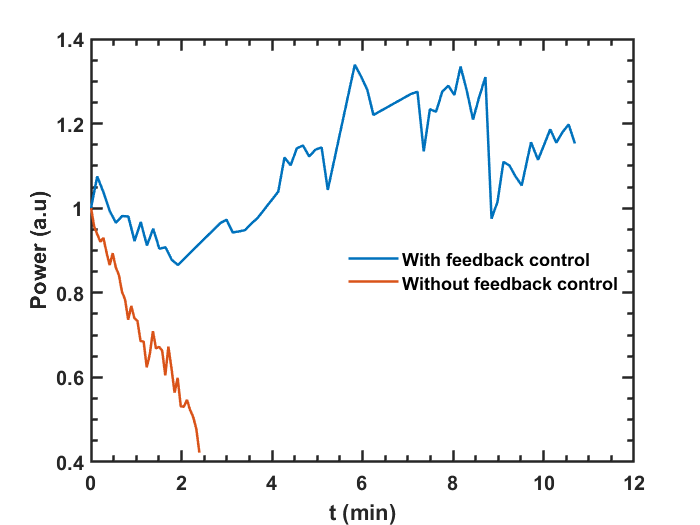 1.4
1.2
1
0.8
0.6
0.4
Power (a.u)
With feedback control
Without feedback control
0 2 4 6 8 10 12
t (min)